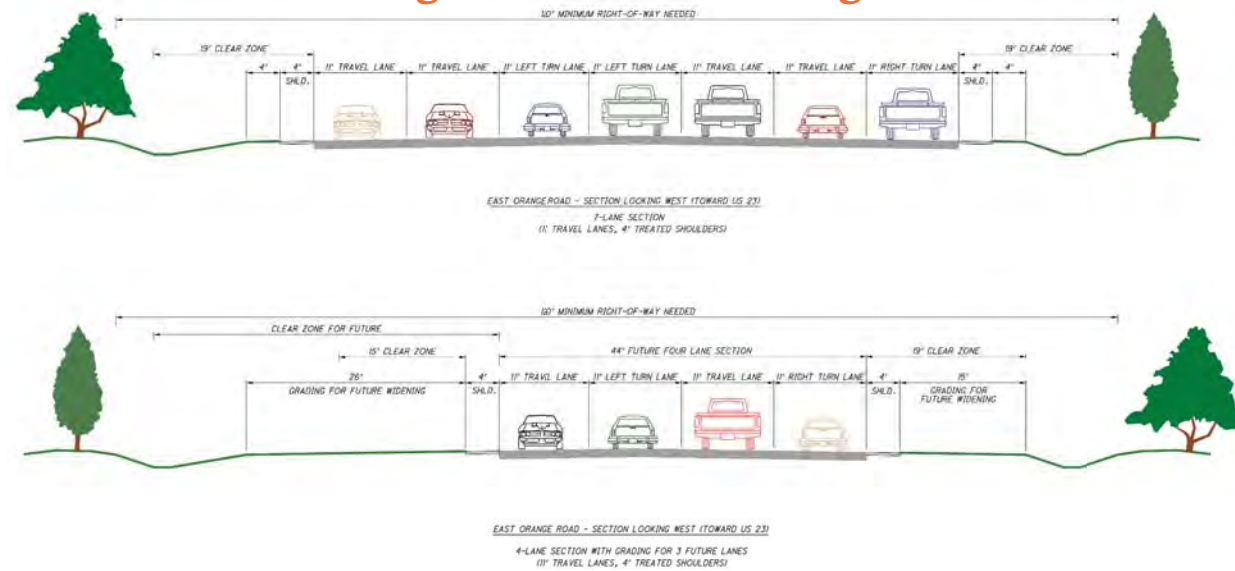 120' MINIMUM RIGHT-OF-WAY NEEDED
19' CLEAR ZONE 19' CLEAR ZONE
4' 4' 11' TRAVEL LANE 11' TRAVEL LANE 11' LEFT TURN LANE 11' LEFT TURN LANE 11' TRAVEL LANE 11' TRAVEL LANE 11' RIGHT TURN LANE 4' 4'
SHLD. SHLD.
EAST ORANGE ROAD - SECTION LOOKING WEST (TOWARD US 23)
7-LANE SECTION
(11' TRAVEL LANES, 4' TREATED SHOULDERS)
120' MINIMUM RIGHT-OF-WAY NEEDED
CLEAR ZONE FOR FUTURE
15' CLEAR ZONE 44' FUTURE FOUR LANE SECTION 19' CLEAR ZONE
26' 4' 11' TRAVL LANE 11' LEFT TURN LANE 11' TRAVEL LANE 11' RIGHT TURN LANE 4' 15'
GRADING FOR FUTURE WIDENING SHLD. SHLD. GRADING FOR
FUTURE WIDENING
EAST ORANGE ROAD - SECTION LOOKING WEST (TOWARD US 23)
4-LANE SECTION WITH GRADING FOR 3 FUTURE LANES
(11' TRAVEL LANES, 4' TREATED SHOULDERS)